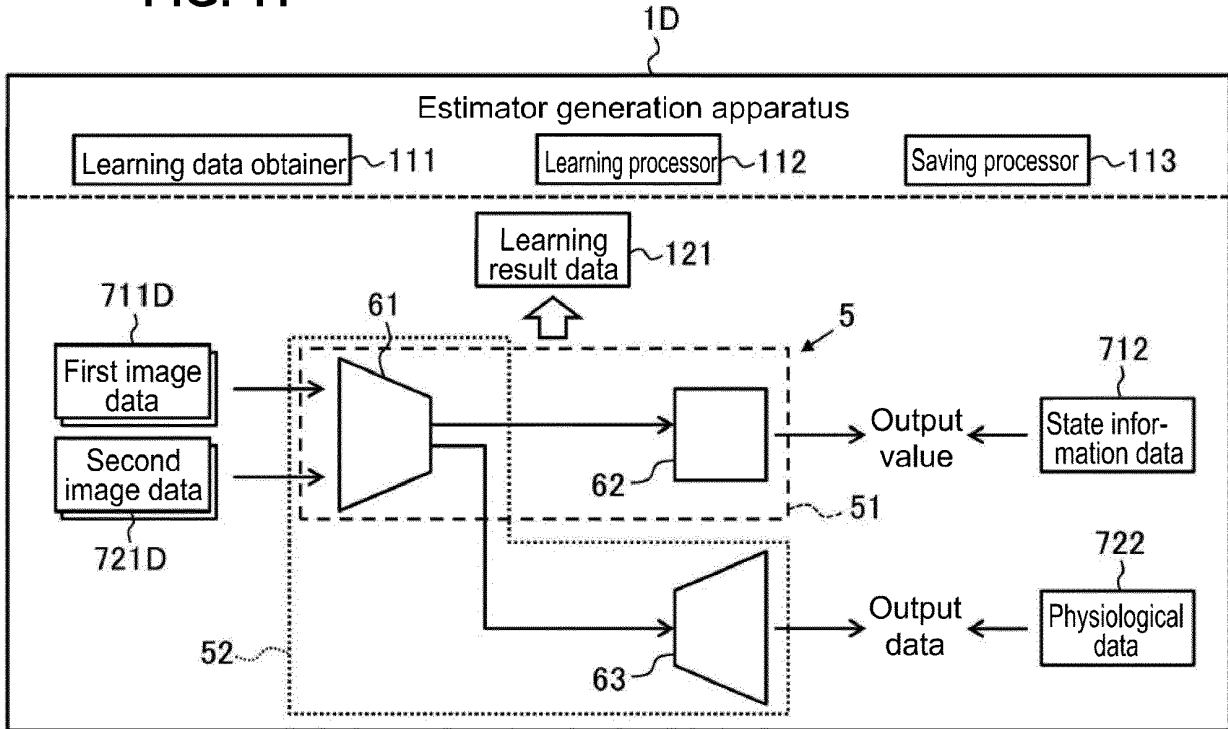 1D
Estimator generation apparatus
Learning data obtainer 111
Learning processor 112
Saving processor 113
Learning
result data
121
711D
61
5
712
First image
data
State infor-
mation data
Output
value
Second
image data
62
51
721D
722
Output
data
Physiological
data
52
63